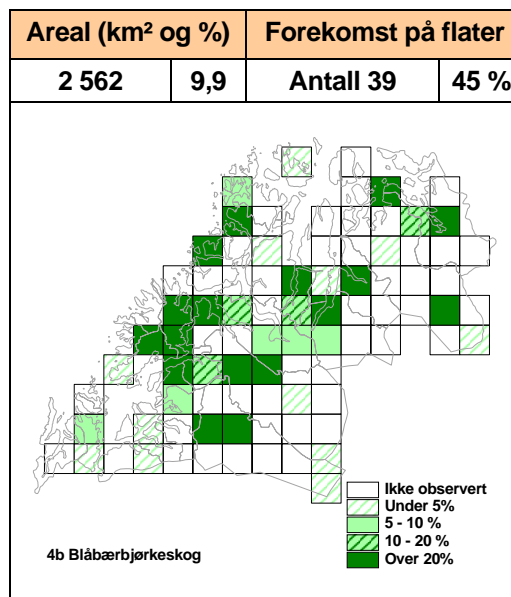 Areal (km² og %) Forekomst på flater
2 562 9,9 Antall 39 45 %
Ikke observert
Under 5%
5 - 10 %
10 - 20 %
Over 20%
4b Blåbærbjørkeskog